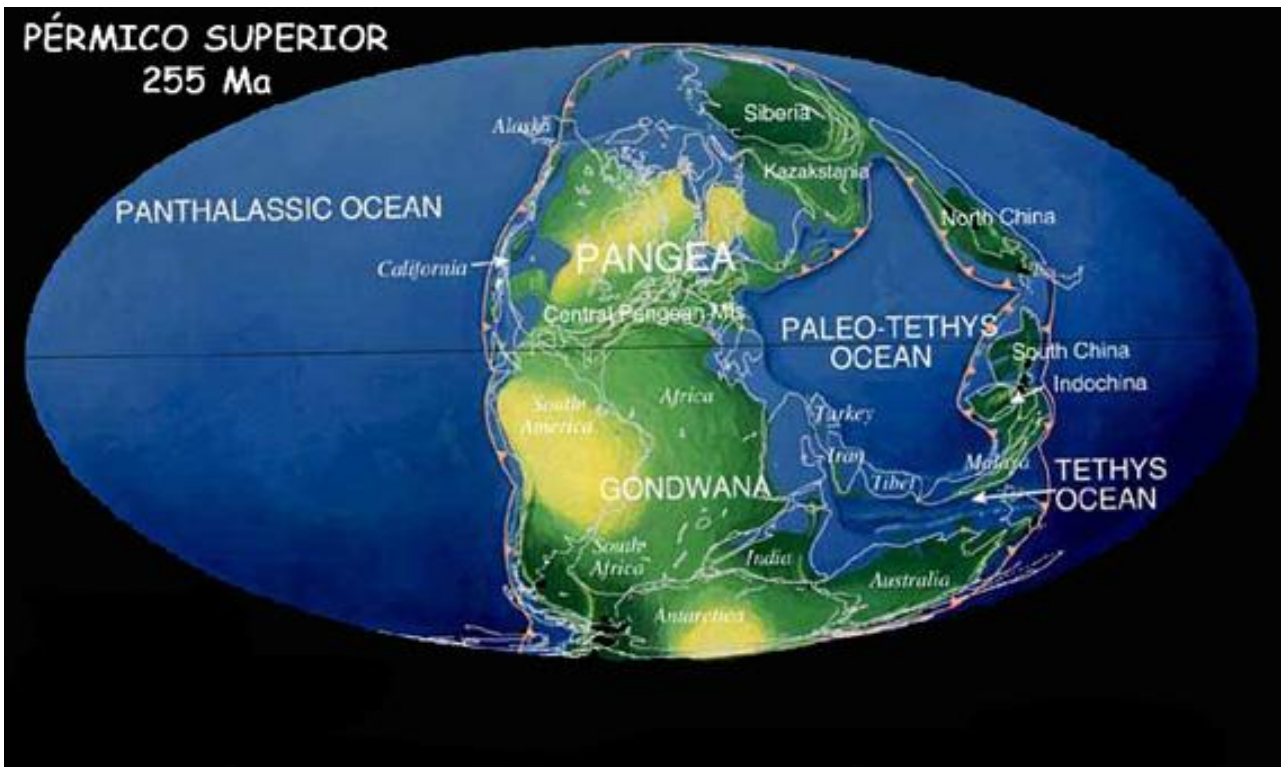 PÉRMICO SUPERIOR
255 Ma
Siberia
Alaska
Kazakstania
PANTHALASSIC OCEAN
North China
PANGEA
California
Central Pangean Mts
PALEO-TETHYS
OCEAN
South China
Indochina
South
America
Africa
Turkey
Iran
Malaya
Tibet
TETHYS
OCEAN
GONDWANA
South
Africa
India
Australia
Antarctica